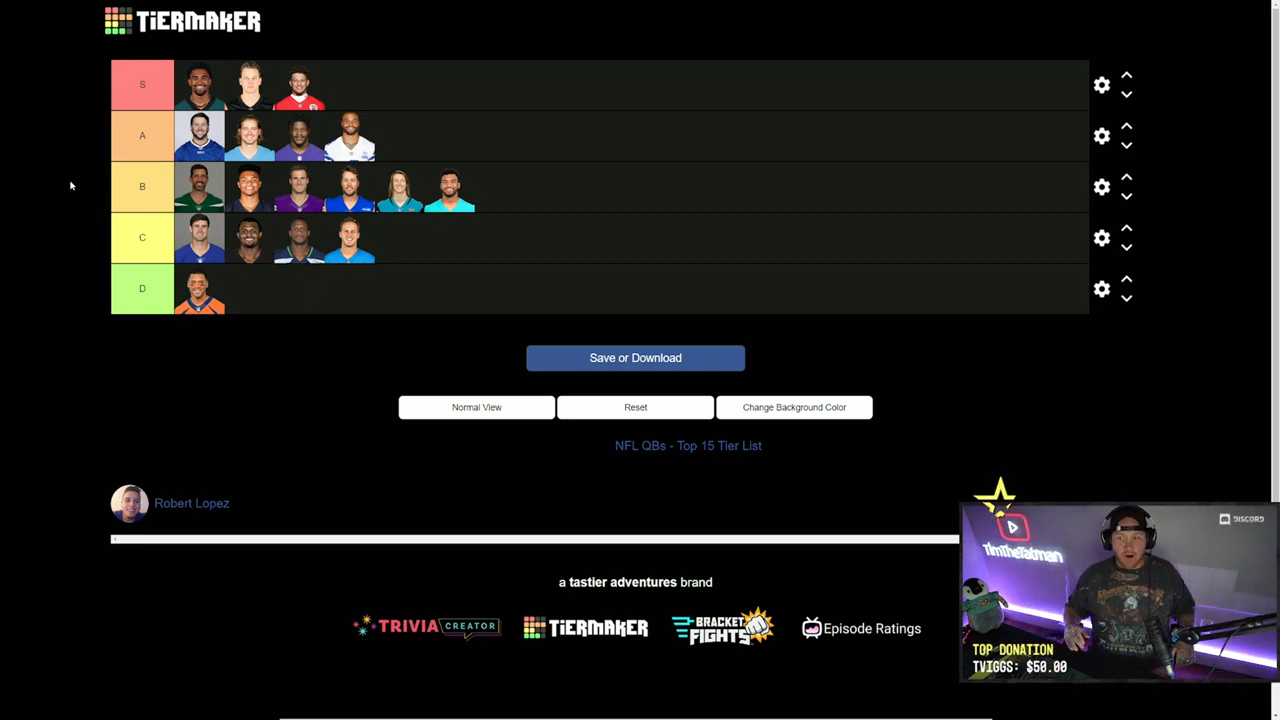 TiERMAKER
S
A
B
C
D
Save or Download
Normal View
Reset
Change Background Color
NFL QBs - Top 15 Tier List
Robert Lopez
DISCORD
TimTheTatman
TOP DONATION
TVIGGS: $50.00
a tastier adventures brand
TRIVIA CREATOR
TiERMAKER
BRACKET FIGHTS
Episode Ratings